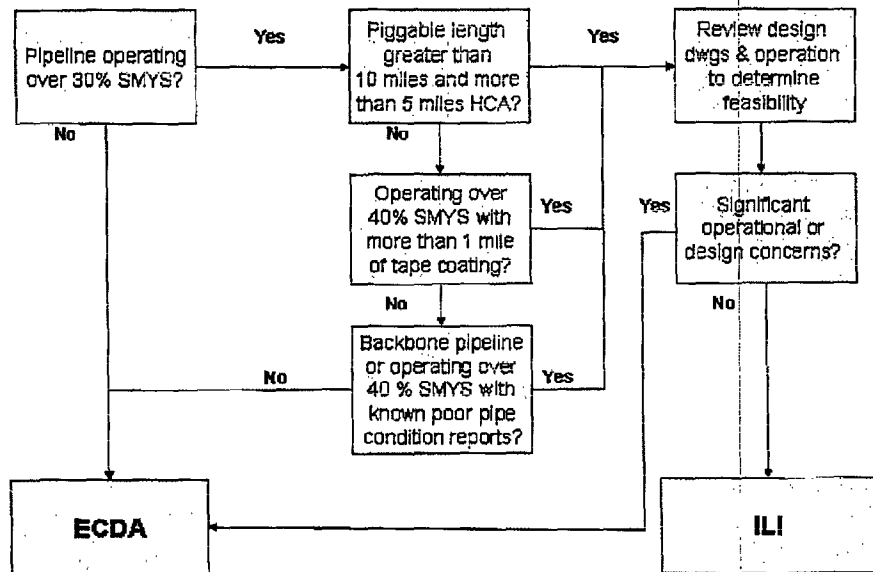 Pipeline operating
over 30% SMYS?
Yes
Piggable length
greater than
10 miles and more
than 5 miles HCA?
Yes
Review design
dwgs & operation
to determine
feasibility
No
No
Operating over
40% SMYS with
more than 1 mile
of tape coating?
Yes
Yes
Significant
operational or
design concerns?
No
No
Backbone pipeline
or operating over
40 % SMYS with
known poor pipe
condition reports?
No
Yes
ECDA
ILI